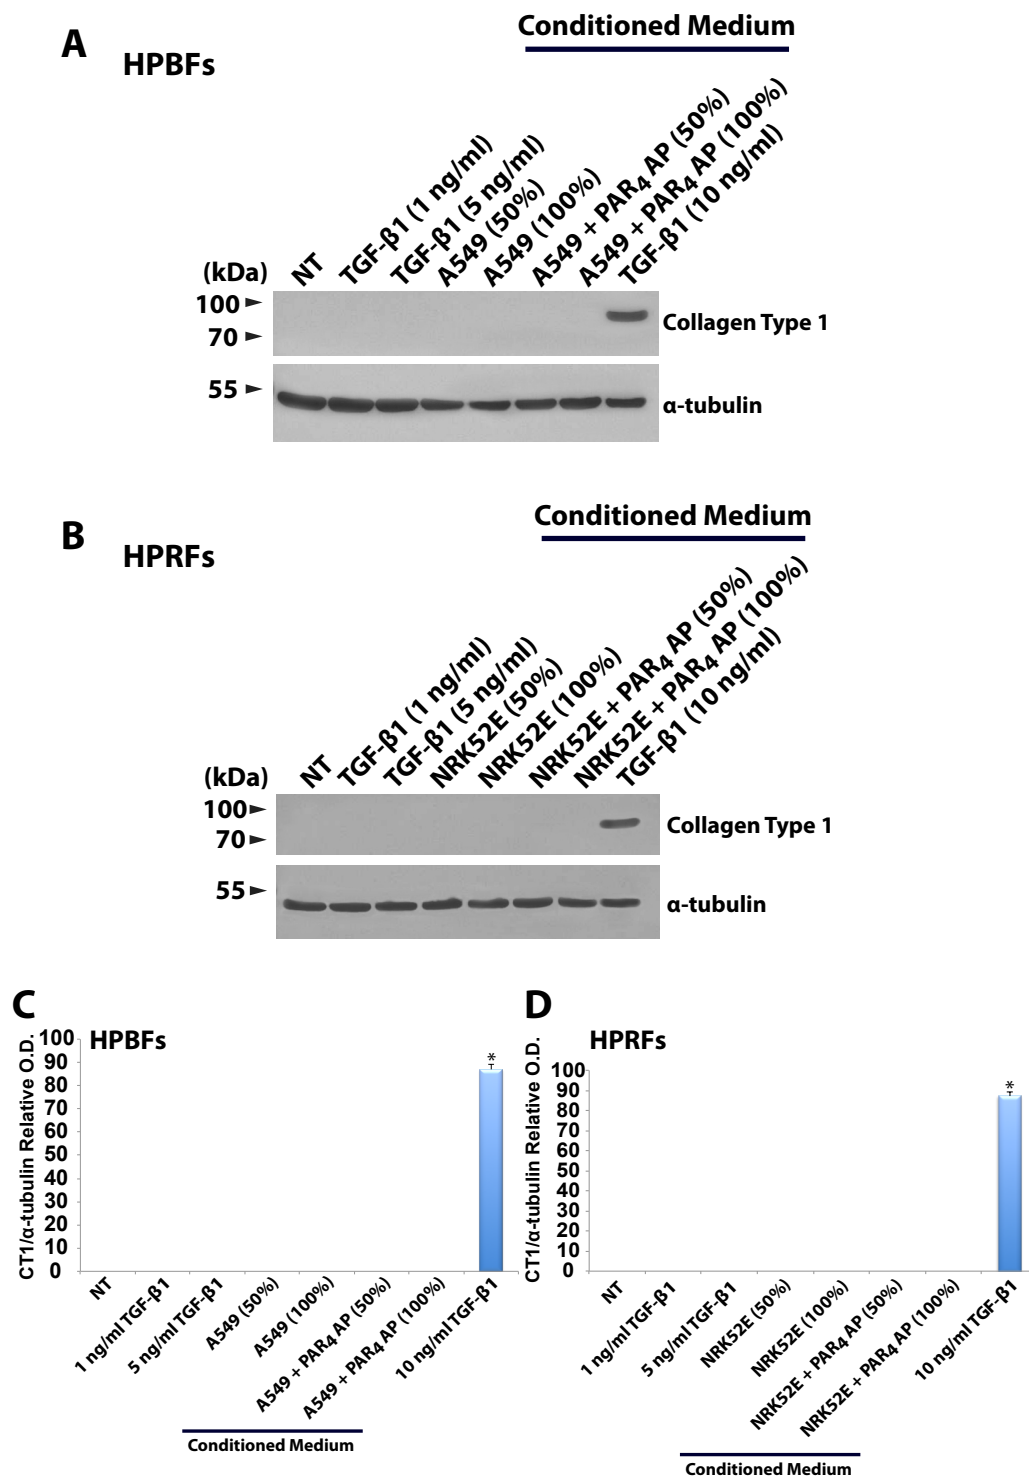 A
HPBFs
Conditioned Medium
NT
TGF-β1 (1 ng/ml)
TGF-β1 (5 ng/ml)
A549 (50%)
A549 (100%)
A549 + PAR4 AP (50%)
A549 + PAR4 AP (100%)
TGF-β1 (10 ng/ml)
(kDa)
100
70
Collagen Type 1
55
α-tubulin
B
HPRFs
Conditioned Medium
NT
TGF-β1 (1 ng/ml)
TGF-β1 (5 ng/ml)
NRK52E (50%)
NRK52E (100%)
NRK52E + PAR4 AP (50%)
NRK52E + PAR4 AP (100%)
TGF-β1 (10 ng/ml)
(kDa)
100
70
Collagen Type 1
55
α-tubulin
C
HPBFs
CT1/α-tubulin Relative O.D.
100
90
80
70
60
50
40
30
20
10
0
*
NT
1 ng/ml TGF-β1
5 ng/ml TGF-β1
A549 (50%)
A549 (100%)
A549 + PAR4 AP (50%)
A549 + PAR4 AP (100%)
10 ng/ml TGF-β1
Conditioned Medium
D
HPRFs
CT1/α-tubulin Relative O.D.
100
90
80
70
60
50
40
30
20
10
0
*
NT
1 ng/ml TGF-β1
5 ng/ml TGF-β1
NRK52E (50%)
NRK52E (100%)
NRK52E + PAR4 AP (50%)
NRK52E + PAR4 AP (100%)
10 ng/ml TGF-β1
Conditioned Medium